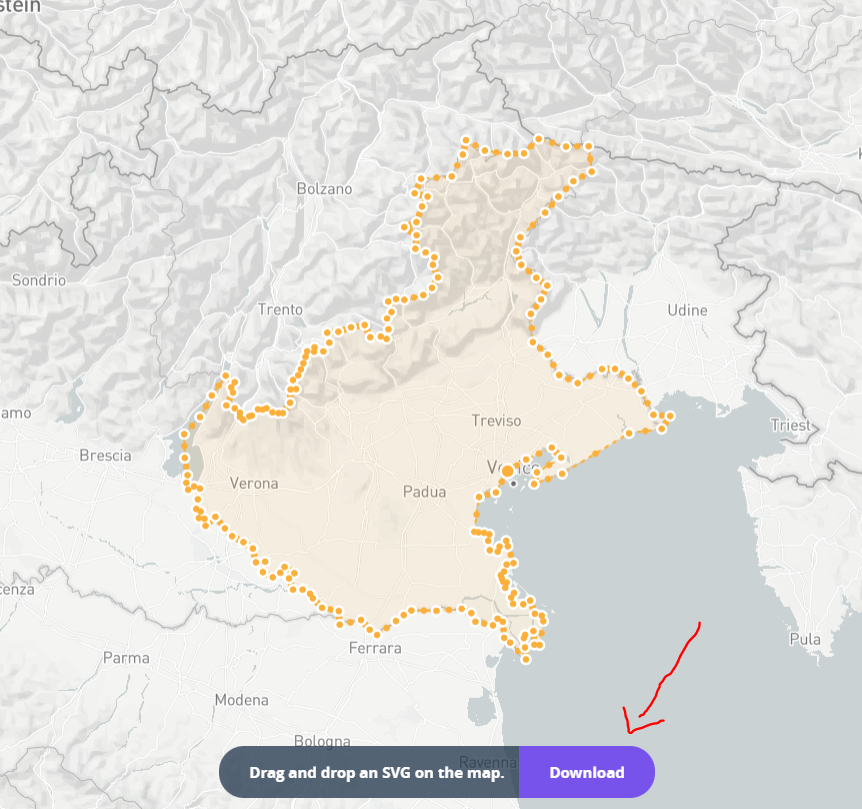 stein
Bolzano
Sondrio
Trento
Udine
amo
Treviso
Triest
Brescia
Venice
Verona
Padua
cenza
Ferrara
Pula
Parma
Modena
Bologna
Ravenna
Drag and drop an SVG on the map.
Download